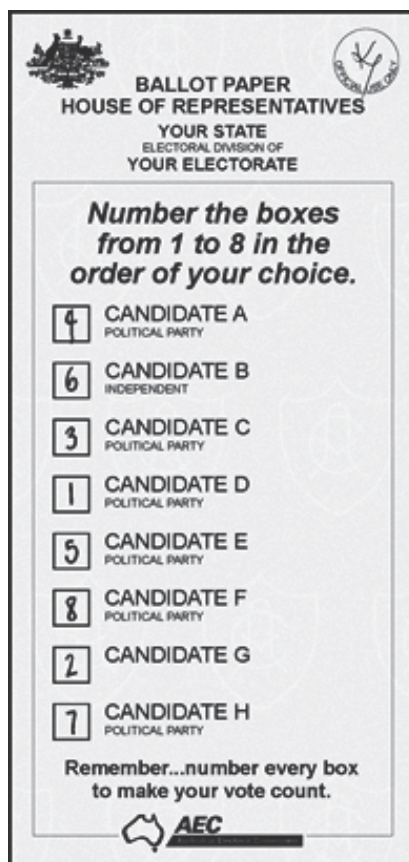 OFFICIAL USE ONLY
BALLOT PAPER
HOUSE OF REPRESENTATIVES
YOUR STATE
ELECTORAL DIVISION OF
YOUR ELECTORATE
Number the boxes
from 1 to 8 in the
order of your choice.
4 CANDIDATE A
POLITICAL PARTY
6 CANDIDATE B
INDEPENDENT
3 CANDIDATE C
POLITICAL PARTY
1 CANDIDATE D
POLITICAL PARTY
5 CANDIDATE E
POLITICAL PARTY
8 CANDIDATE F
POLITICAL PARTY
2 CANDIDATE G
7 CANDIDATE H
POLITICAL PARTY
Remember...number every box
to make your vote count.
AEC